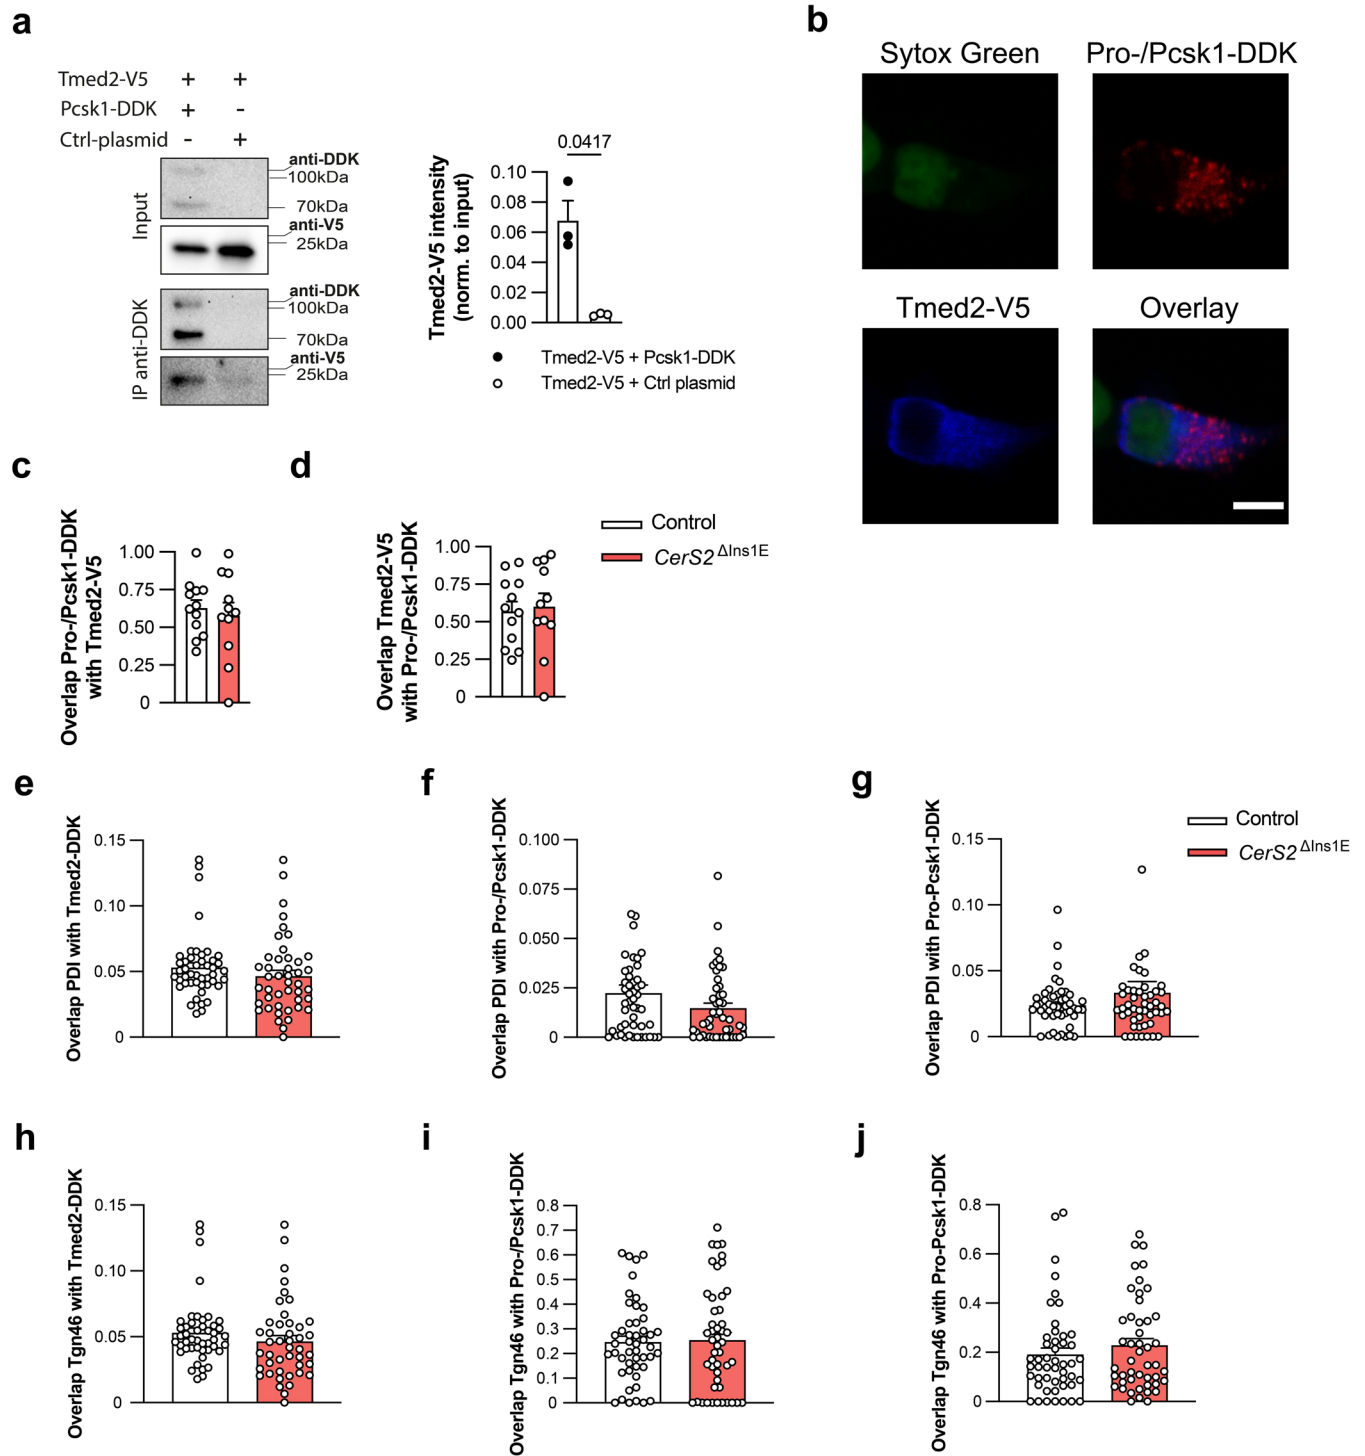 a
Tmed2-V5 + +
Pcsk1-DDK + -
Ctrl-plasmid - +
Input
anti-DDK
100kDa
70kDa
anti-V5
25kDa
IP anti-DDK
anti-DDK
100kDa
70kDa
anti-V5
25kDa
Tmed2-V5 intensity
(norm. to input)
0.0417
0.10
0.08
0.06
0.04
0.02
0.00
Tmed2-V5 + Pcsk1-DDK
Tmed2-V5 + Ctrl plasmid
b
Sytox Green
Pro-/Pcsk1-DDK
Tmed2-V5
Overlay
c
Overlap Pro-/Pcsk1-DDK
with Tmed2-V5
1.00
0.75
0.50
0.25
0
d
Overlap Tmed2-V5
with Pro-/Pcsk1-DDK
1.00
0.75
0.50
0.25
0
Control
CerS2 ΔIns1E
e
Overlap PDI with Tmed2-DDK
0.15
0.10
0.05
0
f
Overlap PDI with Pro-/Pcsk1-DDK
0.100
0.075
0.050
0.025
0
g
Overlap PDI with Pro-Pcsk1-DDK
0.15
0.10
0.05
0
Control
CerS2 ΔIns1E
h
Overlap Tgn46 with Tmed2-DDK
0.15
0.10
0.05
0
i
Overlap Tgn46 with Pro-/Pcsk1-DDK
0.8
0.7
0.6
0.5
0.4
0.3
0.2
0.1
0
j
Overlap Tgn46 with Pro-Pcsk1-DDK
0.8
0.6
0.4
0.2
0